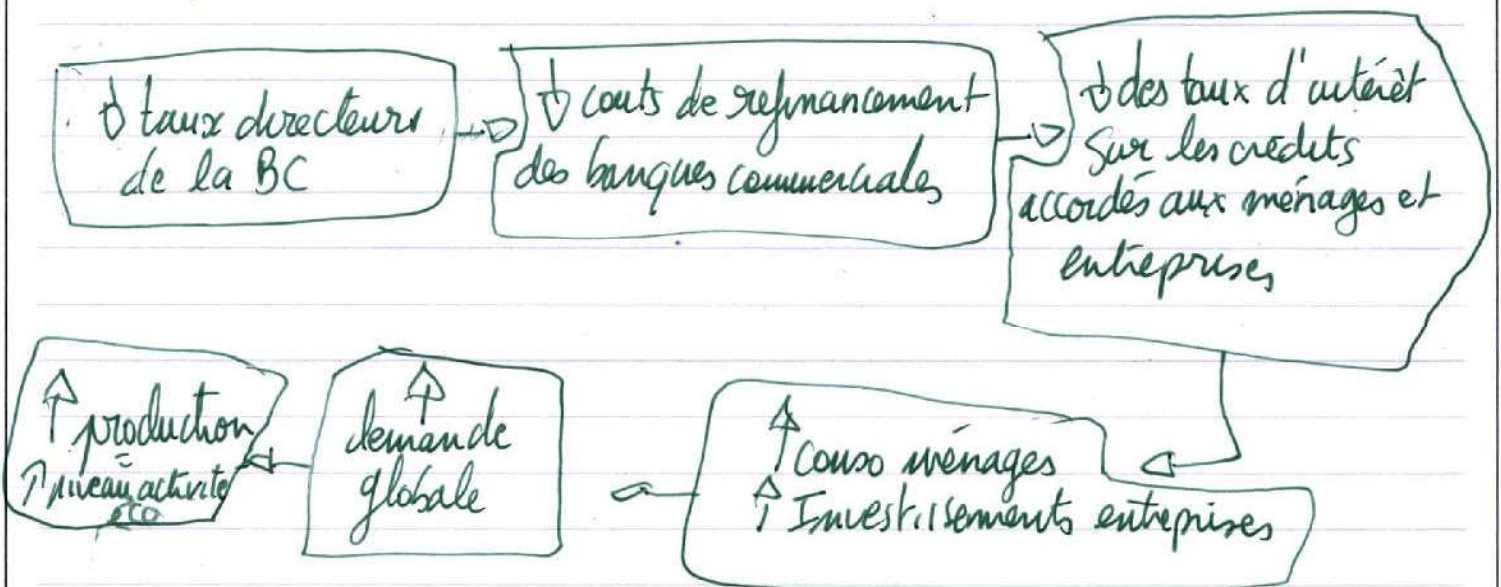 ↓ taux directeurs
de la BC
↓ couts de refinancement
des banques commerciales
↓ des taux d'intérêt
sur les crédits
accordés aux ménages et
entreprises
↑ Conso ménages
↑ Investissements entreprises
↑
demande
globale
↑ production
=
↑ niveau activité
eco